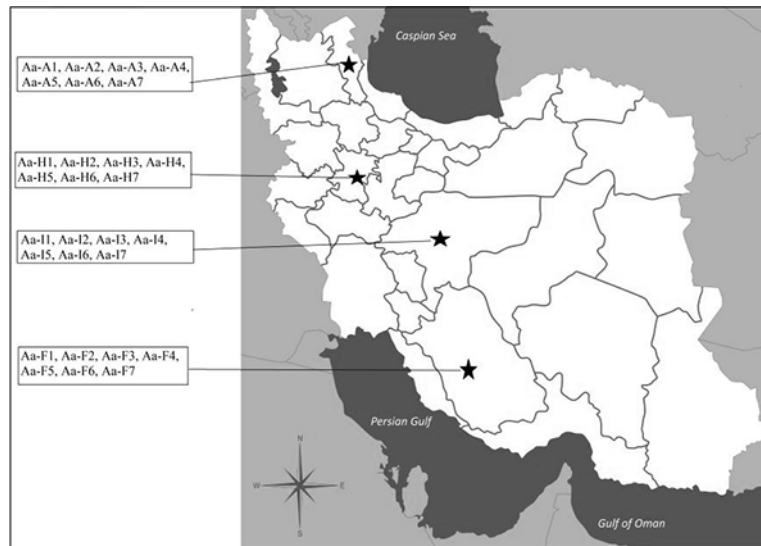 Caspian Sea
Aa-A1, Aa-A2, Aa-A3, Aa-A4,
Aa-A5, Aa-A6, Aa-A7
Aa-H1, Aa-H2, Aa-H3, Aa-H4,
Aa-H5, Aa-H6, Aa-H7
Aa-I1, Aa-I2, Aa-I3, Aa-I4,
Aa-I5, Aa-I6, Aa-I7
Aa-F1, Aa-F2, Aa-F3, Aa-F4,
Aa-F5, Aa-F6, Aa-F7
Persian Gulf
N
W
E
S
Gulf of Oman